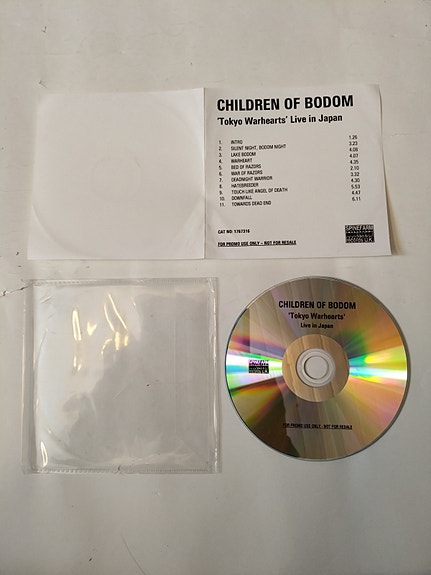 CHILDREN OF BODOM
'Tokyo Warhearts' Live in Japan
1. INTRO 1.26
2. SILENT NIGHT, BODOM NIGHT 3.23
3. LAKE BODOM 4.08
4. WARHEART 4.07
5. BED OF RAZORS 4.35
6. WAR OF RAZORS 2.10
7. DEADNIGHT WARRIOR 3.32
8. HATEBREEDER 4.30
9. TOUCH LIKE ANGEL OF DEATH 5.53
10. DOWNFALL 4.47
11. TOWARDS DEAD END 6.11
CAT NO: 1767316
FOR PROMO USE ONLY – NOT FOR RESALE
SPINEFARM
RECORDS U.K.
CHILDREN OF BODOM
'Tokyo Warhearts'
Live in Japan
SPINEFARM
RECORDS U.K.
FOR PROMO USE ONLY - NOT FOR RESALE